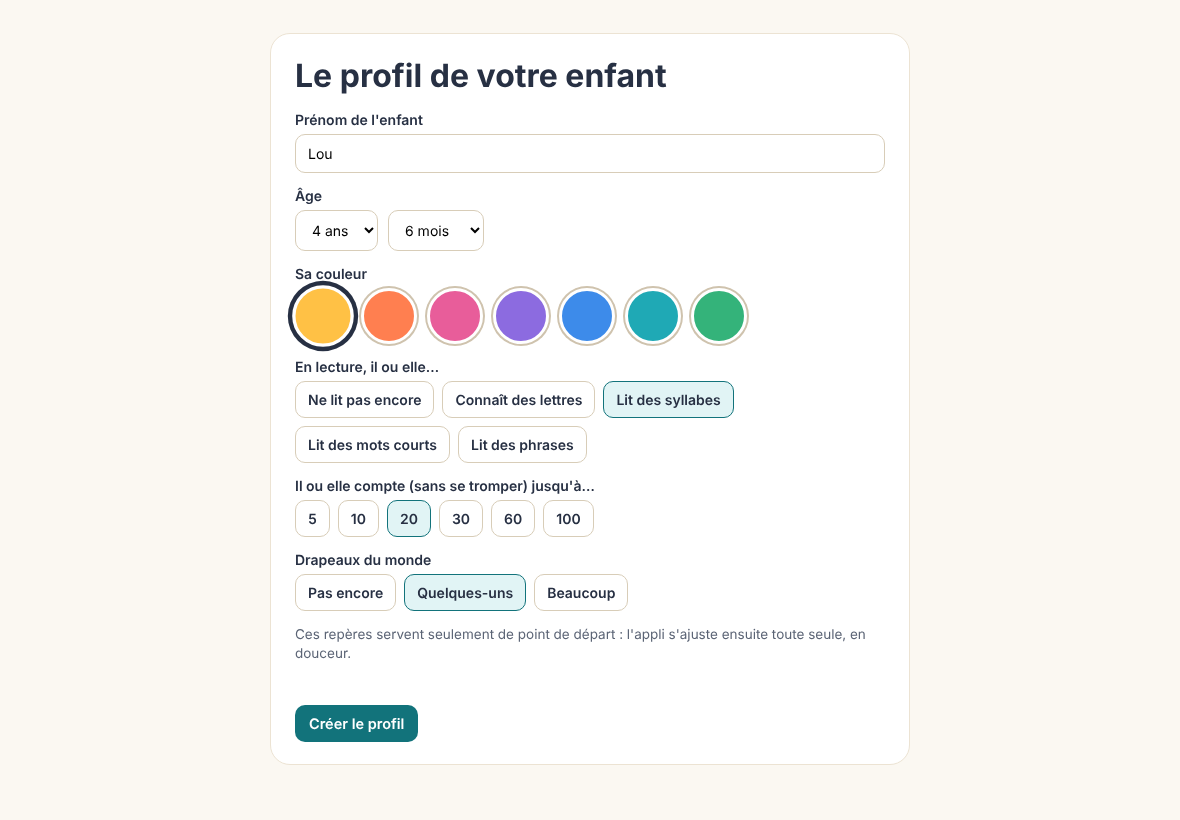 Le profil de votre enfant
Prénom de l'enfant
Lou
Âge
4 ans 6 mois
Sa couleur
En lecture, il ou elle…
Ne lit pas encore Connaît des lettres Lit des syllabes
Lit des mots courts Lit des phrases
Il ou elle compte (sans se tromper) jusqu'à…
5 10 20 30 60 100
Drapeaux du monde
Pas encore Quelques-uns Beaucoup
Ces repères servent seulement de point de départ : l'appli s'ajuste ensuite toute seule, en
douceur.
Créer le profil